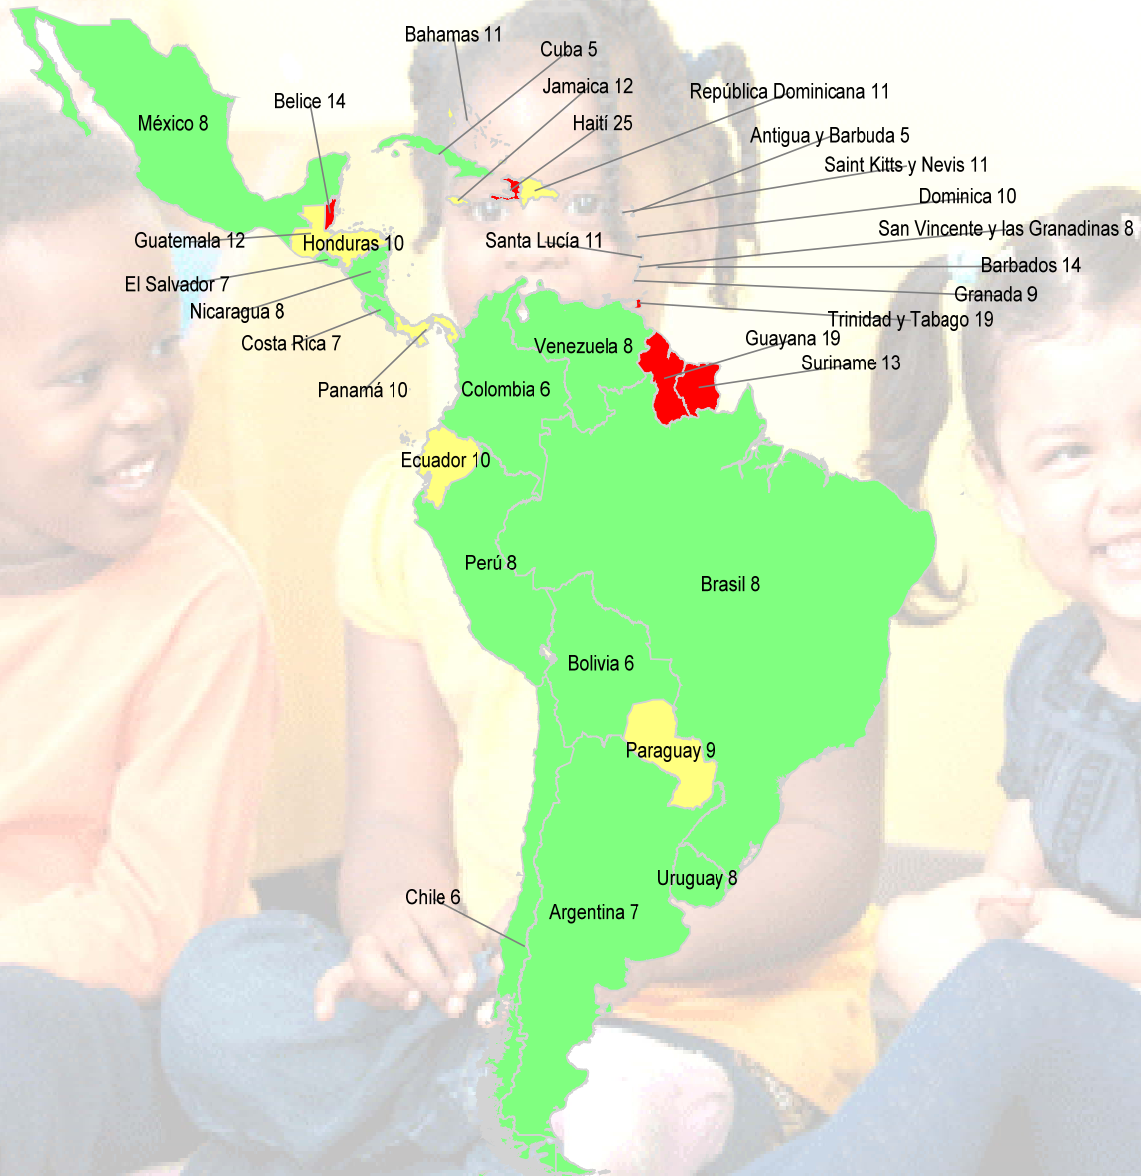 Bahamas 11
Cuba 5
Jamaica 12
República Dominicana 11
Belice 14
Haití 25
México 8
Antigua y Barbuda 5
Saint Kitts y Nevis 11
Dominica 10
San Vincente y las Granadinas 8
Guatemala 12
Honduras 10
Santa Lucía 11
Barbados 14
El Salvador 7
Granada 9
Nicaragua 8
Trinidad y Tabago 19
Costa Rica 7
Venezuela 8
Guayana 19
Suriname 13
Panamá 10
Colombia 6
Ecuador 10
Perú 8
Brasil 8
Bolivia 6
Paraguay 9
Uruguay 8
Chile 6
Argentina 7